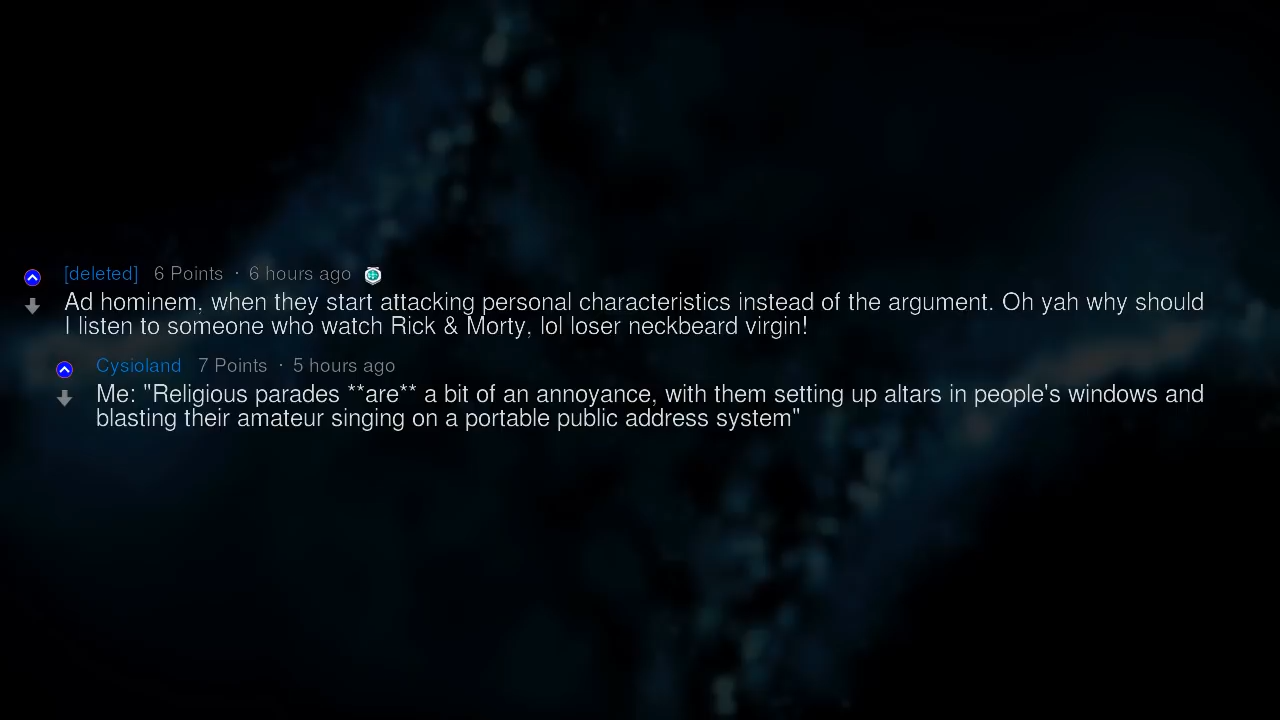 [deleted] 6 Points · 6 hours ago
Ad hominem, when they start attacking personal characteristics instead of the argument. Oh yah why should
I listen to someone who watch Rick & Morty, lol loser neckbeard virgin!
Cysioland 7 Points · 5 hours ago
Me: "Religious parades **are** a bit of an annoyance, with them setting up altars in people's windows and
blasting their amateur singing on a portable public address system"